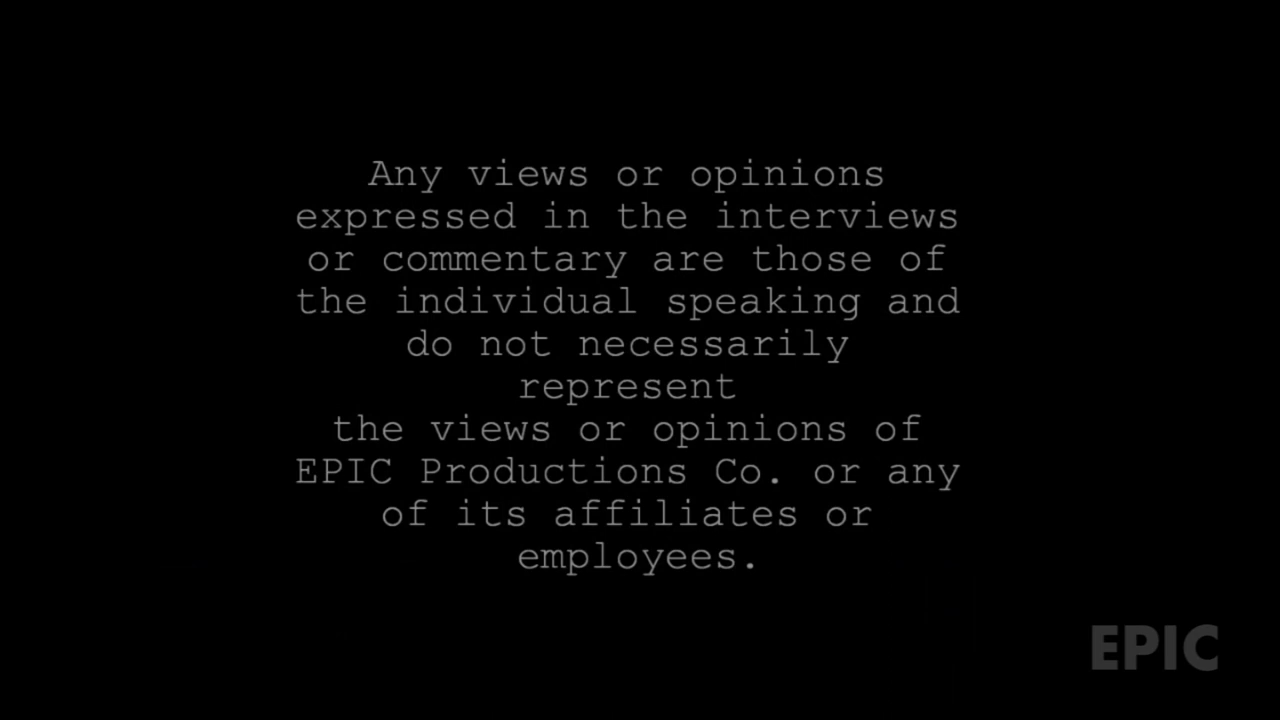 Any views or opinions
expressed in the interviews
or commentary are those of
the individual speaking and
do not necessarily
represent
the views or opinions of
EPIC Productions Co. or any
of its affiliates or
employees.
EPIC